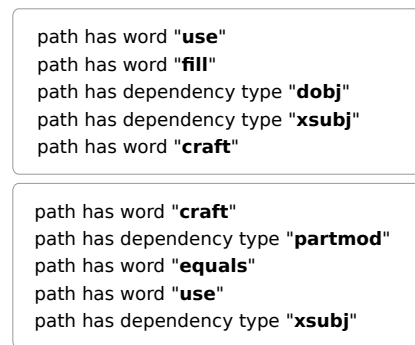 path has word "use"
path has word "fill"
path has dependency type "dobj"
path has dependency type "xsubj"
path has word "craft"
path has word "craft"
path has dependency type "partmod"
path has word "equals"
path has word "use"
path has dependency type "xsubj"